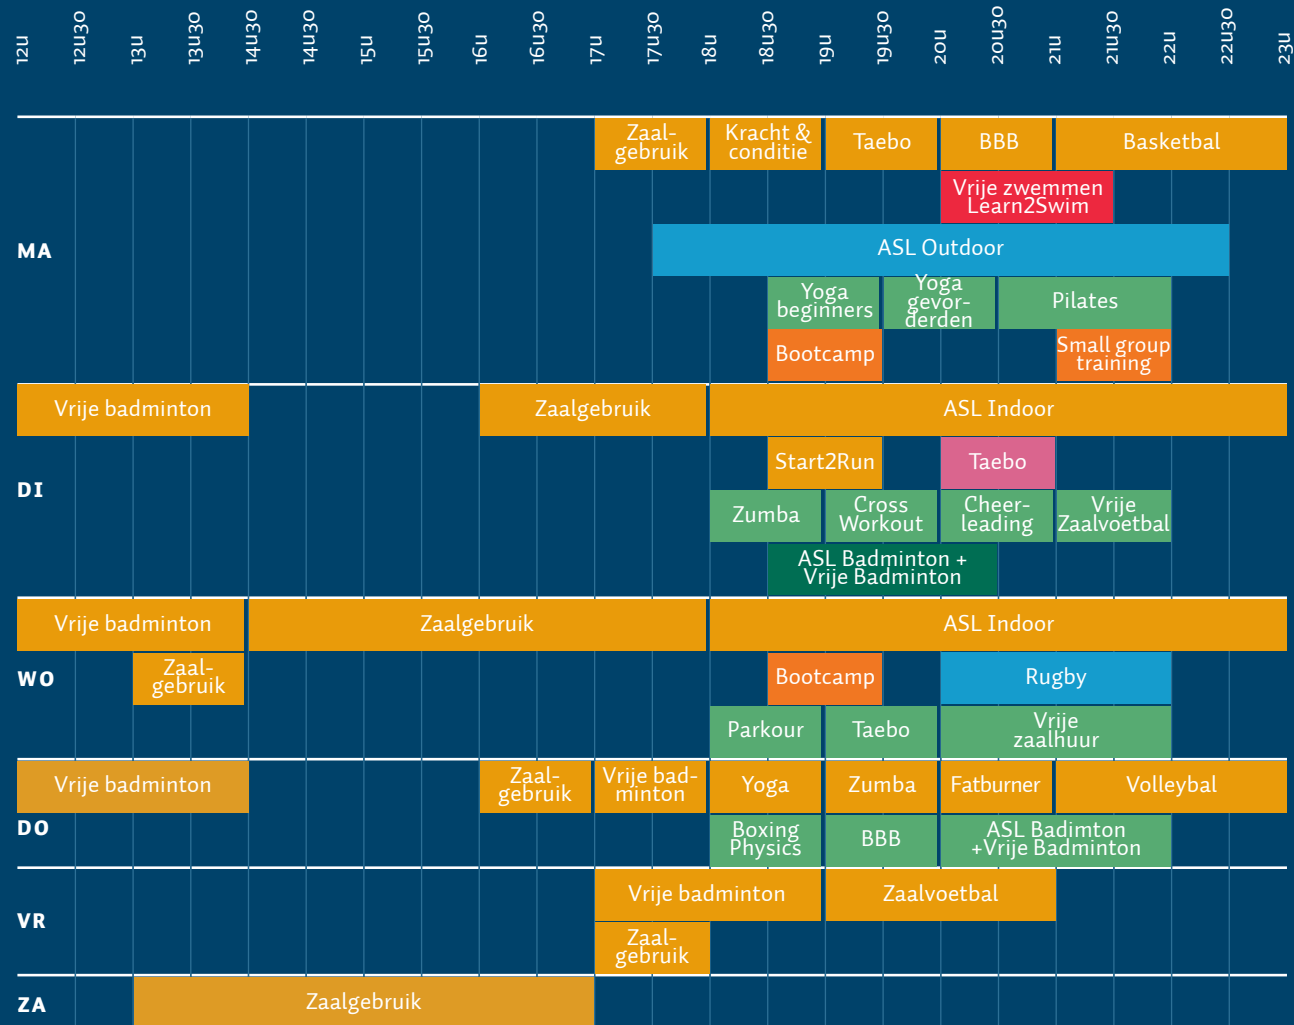 12u 12u30 13u 13u30 14u30 14u30 15u 15u30 16u 16u30 17u 17u30 18u 18u30 19u 19u30 20u 20u30 21u 21u30 22u 22u30 23u
MA
Zaal-
gebruik
Kracht &
conditie
Taebo
BBB
Basketbal
Vrije zwemmen
Learn2Swim
ASL Outdoor
Yoga
beginners
Yoga
gevor-
derden
Pilates
Bootcamp
Small group
training
DI
Vrije badminton
Zaalgebruik
ASL Indoor
Start2Run
Taebo
Zumba
Cross
Workout
Cheer-
leading
Vrije
Zaalvoetbal
ASL Badminton +
Vrije Badminton
WO
Vrije badminton
Zaalgebruik
ASL Indoor
Zaal-
gebruik
Bootcamp
Rugby
Parkour
Taebo
Vrije
zaalhuur
DO
Vrije badminton
Zaal-
gebruik
Vrije bad-
minton
Yoga
Zumba
Fatburner
Volleybal
Boxing
Physics
BBB
ASL Badimton
+Vrije Badminton
VR
Vrije badminton
Zaalvoetbal
Zaal-
gebruik
ZA
Zaalgebruik